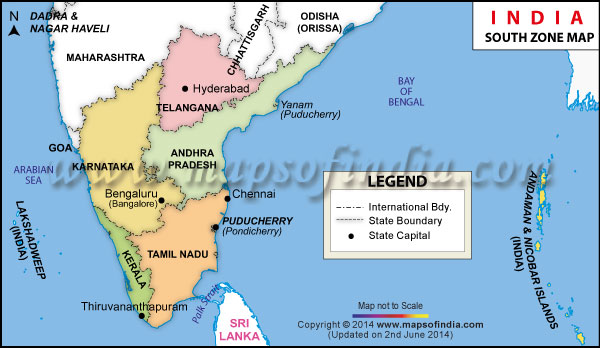 INDIA
SOUTH ZONE MAP
N
DADRA &
NAGAR HAVELI
MAHARASHTRA
CHHATTISGARH
ODISHA
(ORISSA)
Hyderabad
TELANGANA
Yanam
(Puducherry)
BAY
OF
BENGAL
GOA
KARNATAKA
ANDHRA
PRADESH
ARABIAN
SEA
www.mapsofindia.com
Bengaluru
(Bangalore)
Chennai
PUDUCHERRY
(Pondicherry)
LAKSHADWEEP
(INDIA)
KERALA
TAMIL NADU
Thiruvananthapuram
Palk Strait
SRI
LANKA
ANDAMAN & NICOBAR ISLANDS
(INDIA)
LEGEND
International Bdy.
State Boundary
State Capital
Map not to Scale
Copyright © 2014 www.mapsofindia.com
(Updated on 2nd June 2014)